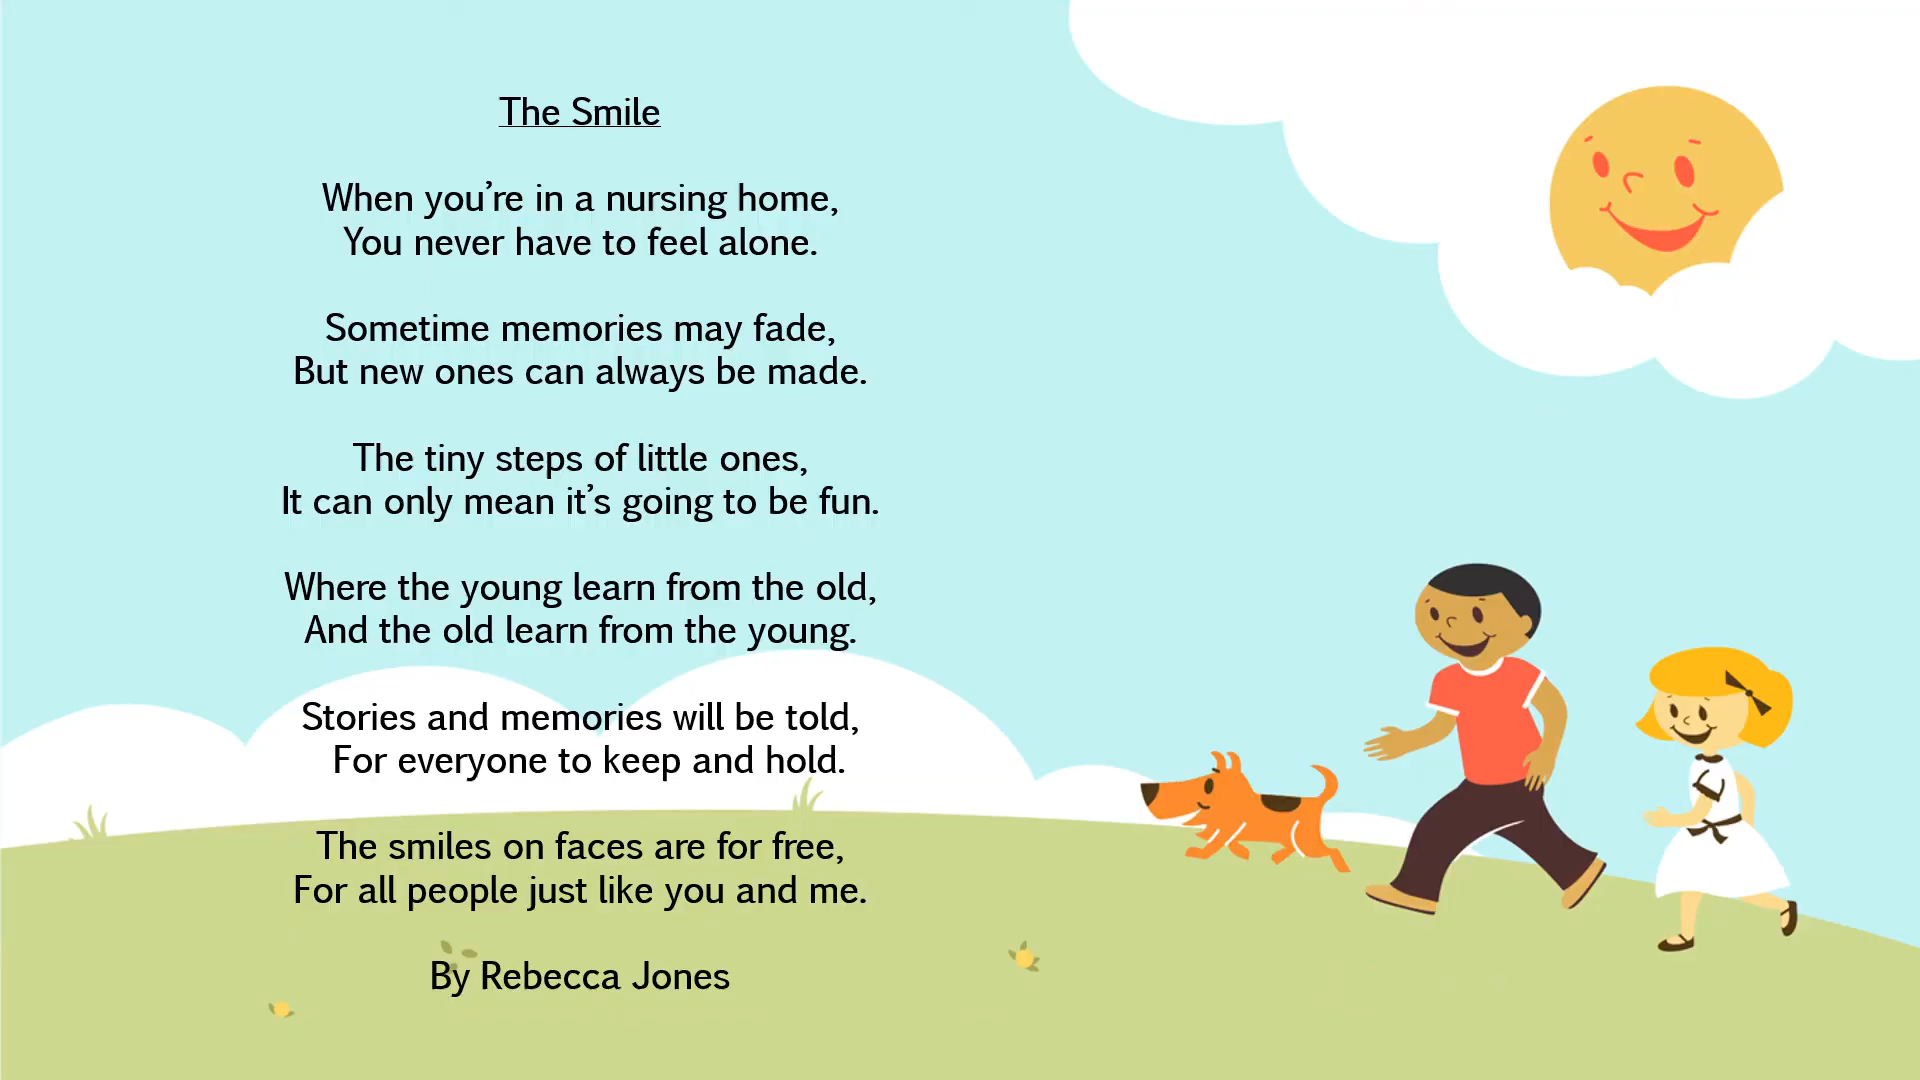 The Smile
When you’re in a nursing home,
You never have to feel alone.
Sometime memories may fade,
But new ones can always be made.
The tiny steps of little ones,
It can only mean it’s going to be fun.
Where the young learn from the old,
And the old learn from the young.
Stories and memories will be told,
For everyone to keep and hold.
The smiles on faces are for free,
For all people just like you and me.
By Rebecca Jones